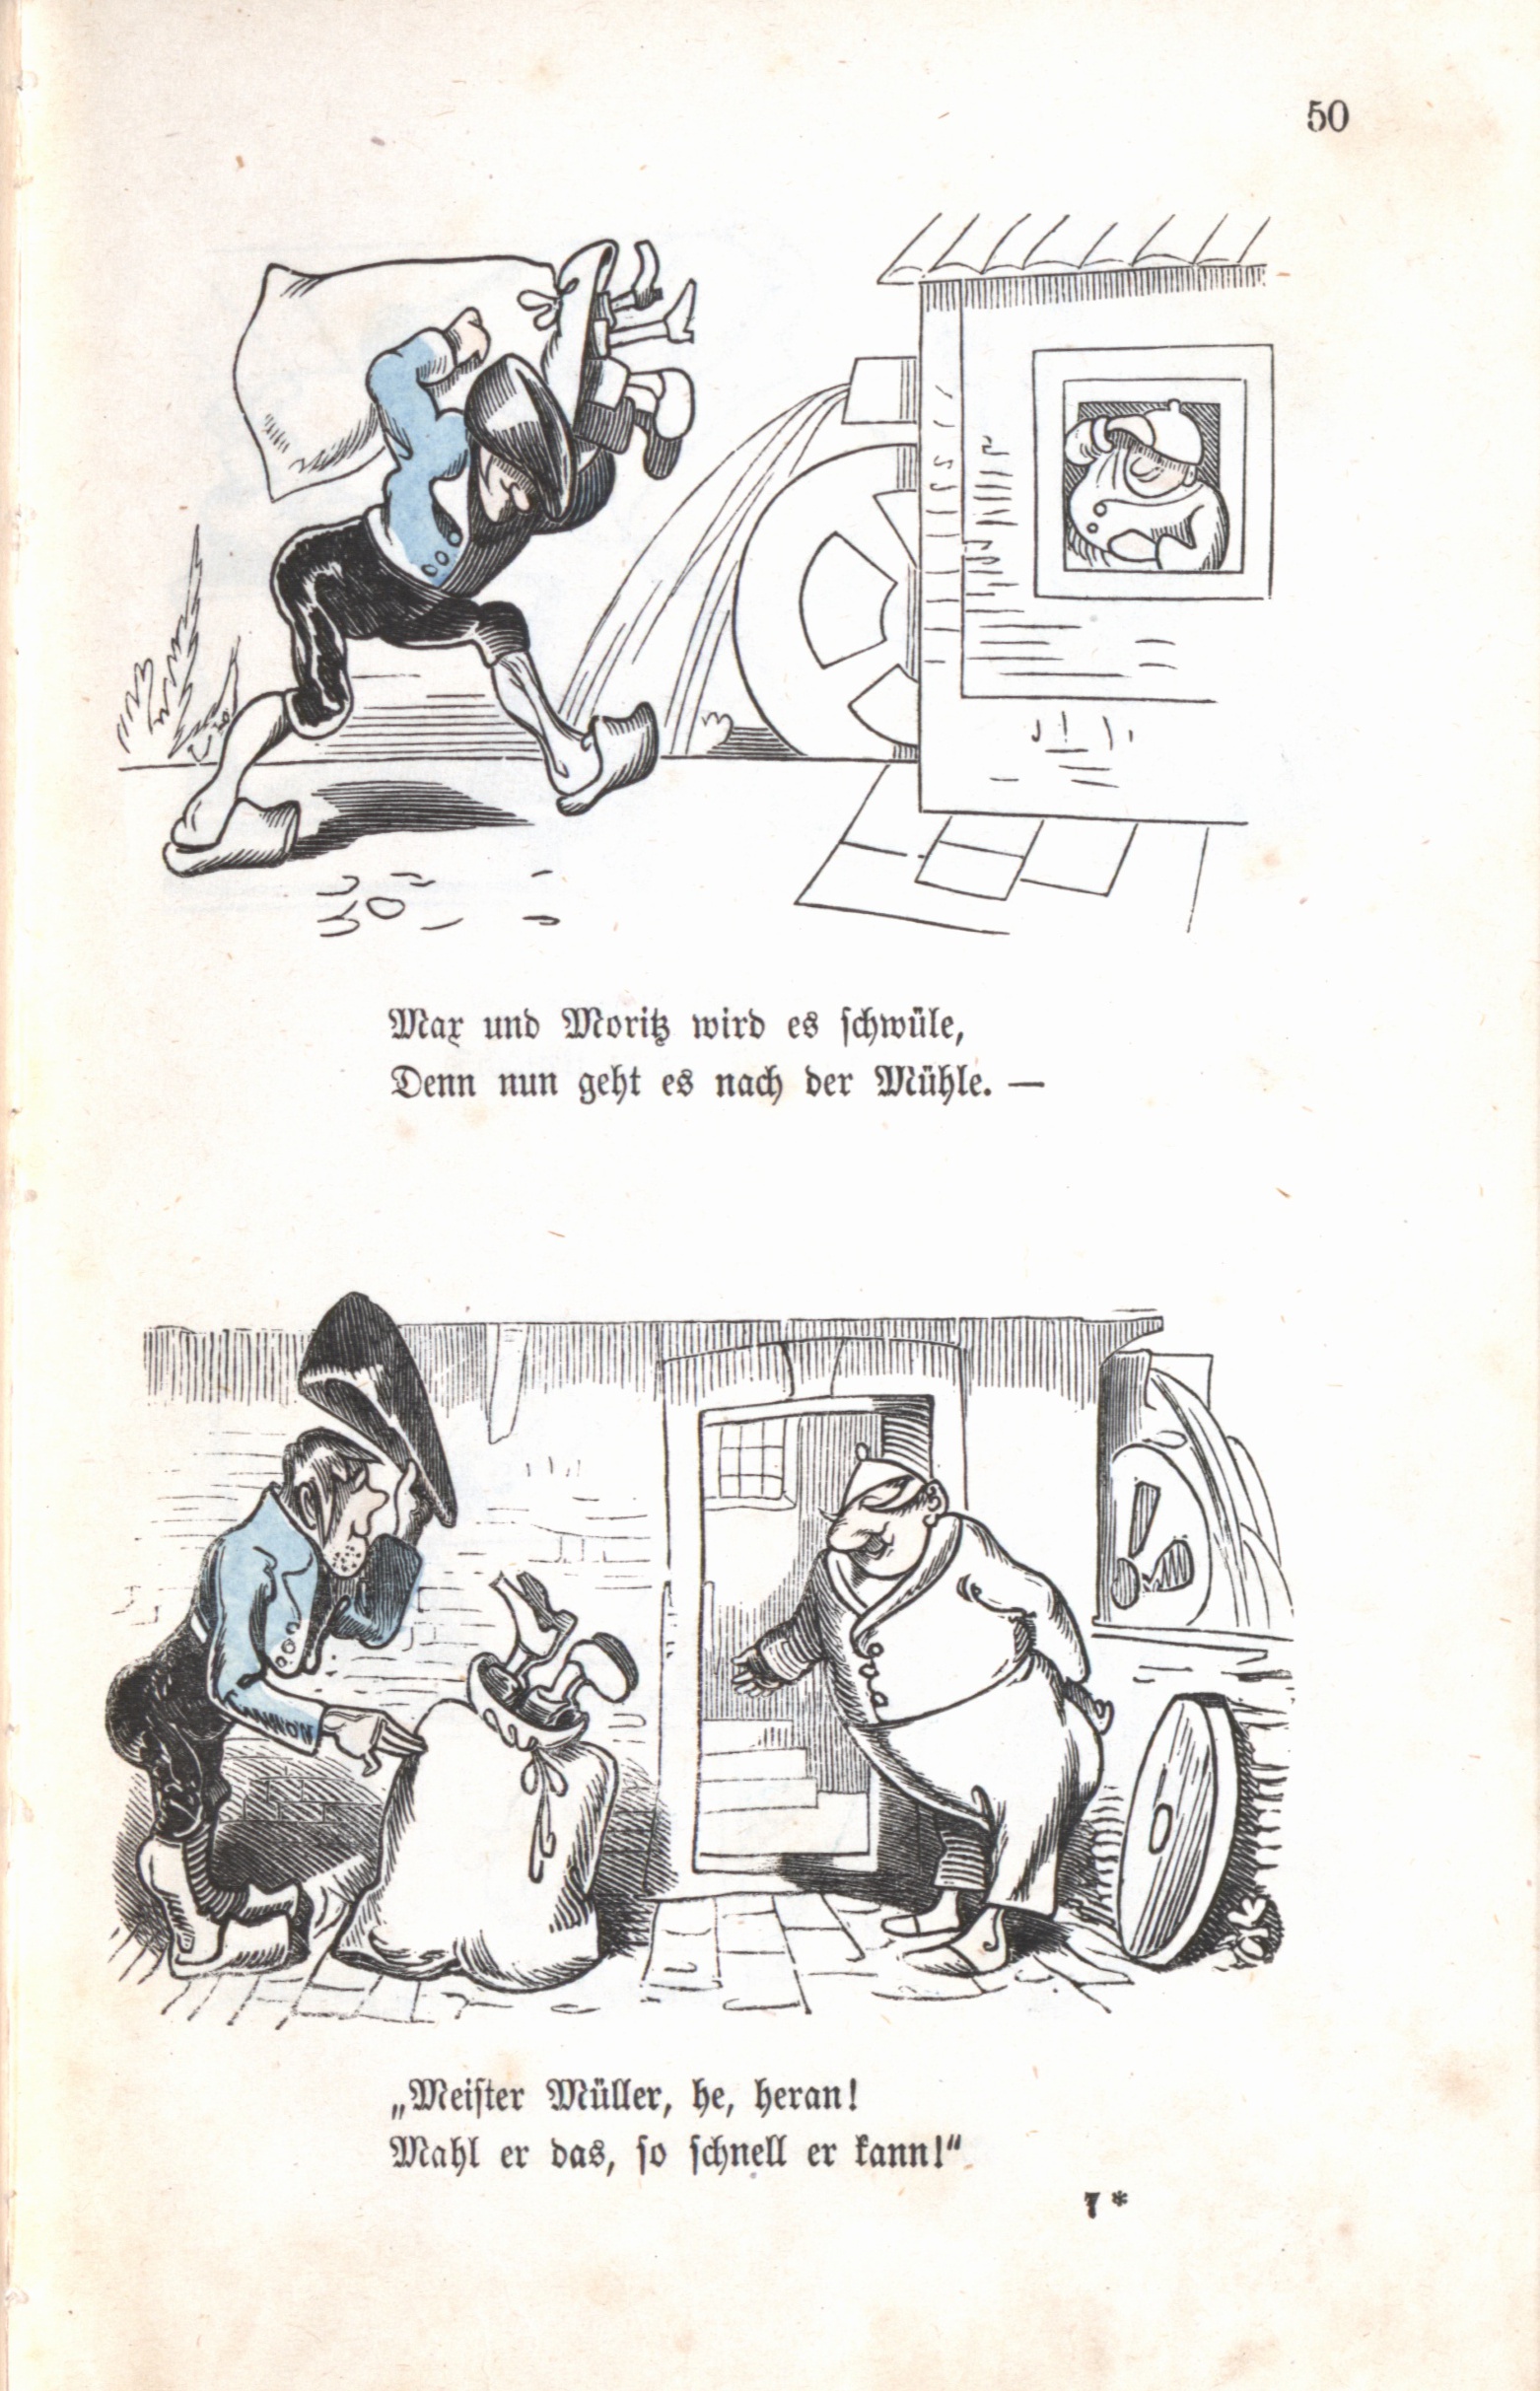 50
Max und Moritz wird es schwüle,
Denn nun geht es nach der Mühle. —
„Meister Müller, he, heran!
Mahl er das, so schnell er kann!“
7 *